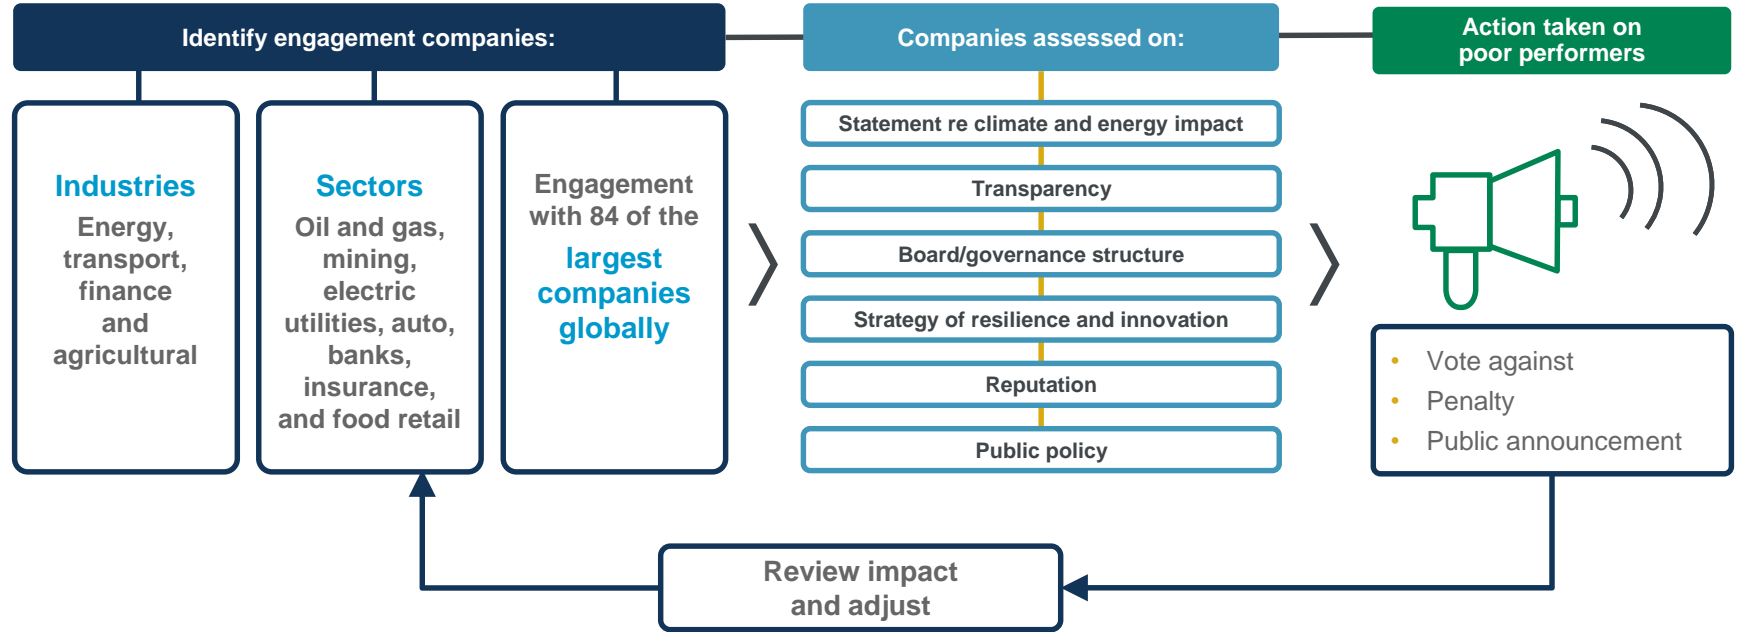 Identify engagement companies:
Industries
Energy,
transport,
finance
and
agricultural
Sectors
Oil and gas,
mining,
electric
utilities, auto,
banks,
insurance,
and food retail
Engagement
with 84 of the
largest
companies
globally
Companies assessed on:
Statement re climate and energy impact
Transparency
Board/governance structure
Strategy of resilience and innovation
Reputation
Public policy
Action taken on
poor performers
• Vote against
• Penalty
• Public announcement
Review impact
and adjust